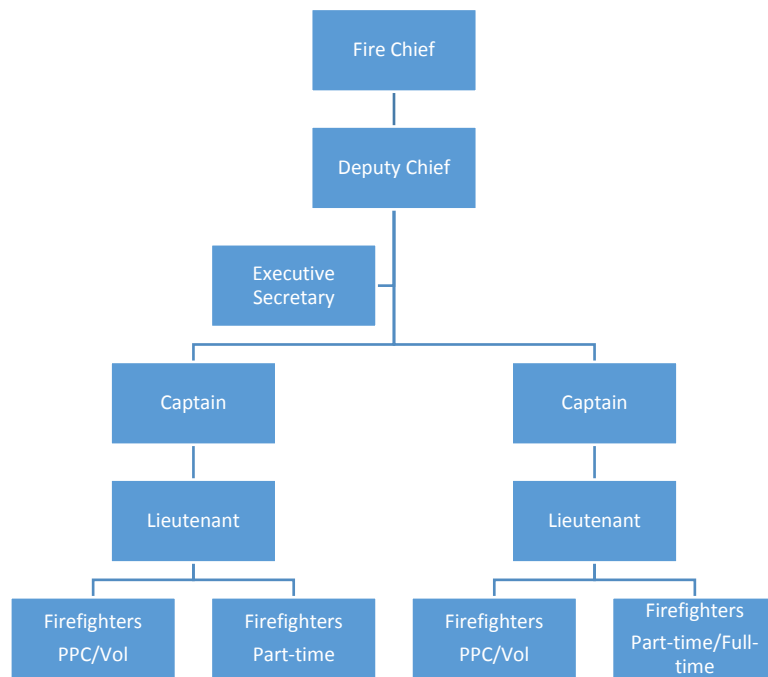 Fire Chief
Deputy Chief
Executive
Secretary
Captain
Captain
Lieutenant
Lieutenant
Firefighters
PPC/Vol
Firefighters
Part-time
Firefighters
PPC/Vol
Firefighters
Part-time/Full-
time